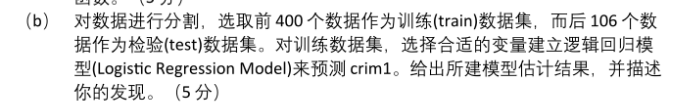 (b) 对数据进行分割，选取前 400 个数据作为训练(train)数据集，而后 106 个数
据作为检验(test)数据集。对训练数据集，选择合适的变量建立逻辑回归模
型(Logistic Regression Model)来预测 crim1。给出所建模型估计结果，并描述
你的发现。（5 分）